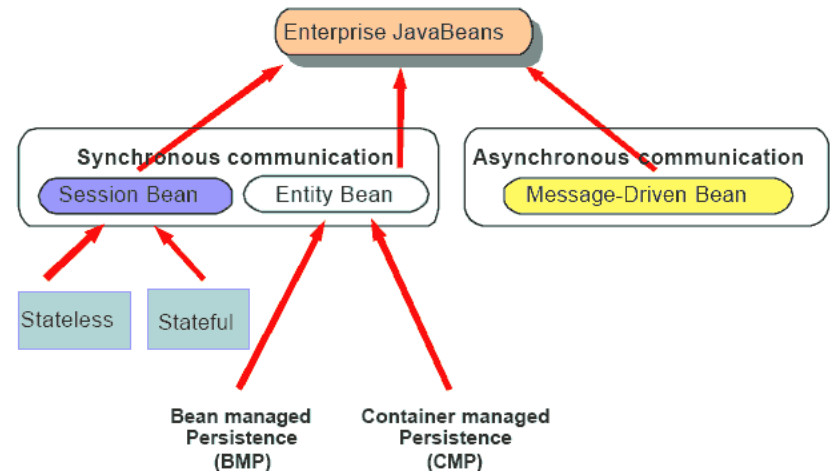 Enterprise JavaBeans
Synchronous communication
Session Bean
Entity Bean
Asynchronous communication
Message-Driven Bean
Stateless
Stateful
Bean managed
Persistence
(BMP)
Container managed
Persistence
(CMP)